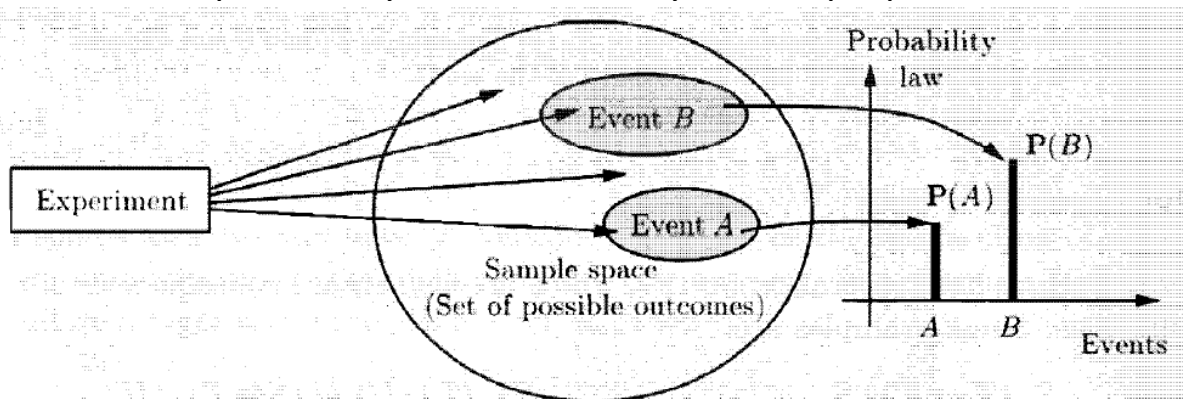 Probability
law
Event B
P(B)
Experiment
P(A)
Event A
Sample space
(Set of possible outcomes)
A
B
Events